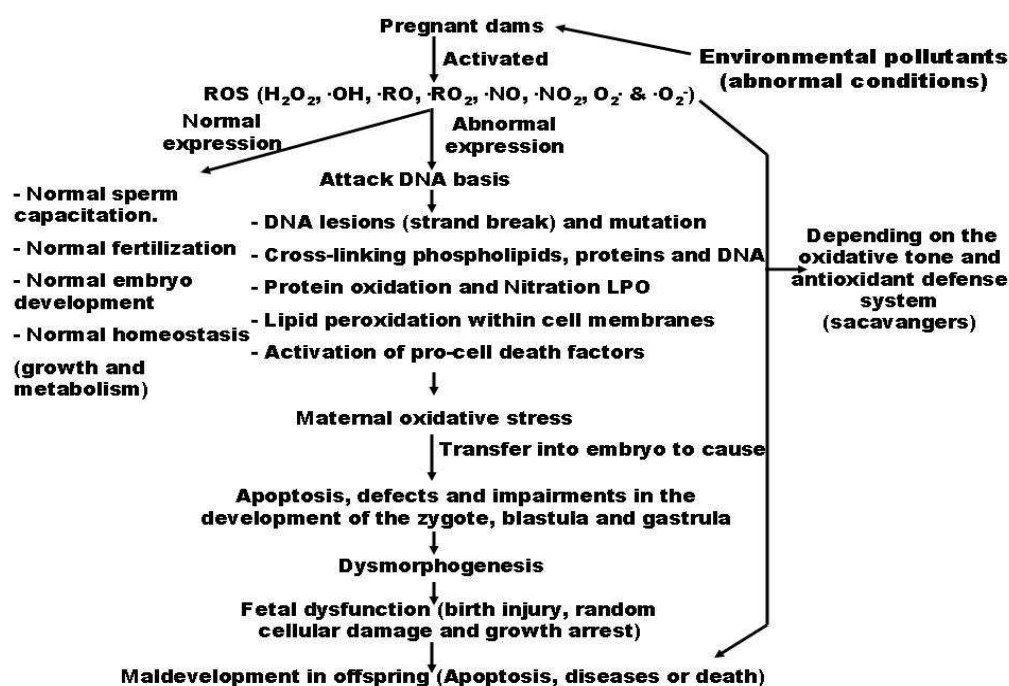 Pregnant dams
Environmental pollutants
(abnormal conditions)
Activated
ROS (H₂O₂, ·OH, ·RO, ·RO₂, ·NO, ·NO₂, O₂· & ·O₂⁻)
Normal
expression
Abnormal
expression
- Normal sperm
capacitation.
- Normal fertilization
- Normal embryo
development
- Normal homeostasis
(growth and
metabolism)
Attack DNA basis
- DNA lesions (strand break) and mutation
- Cross-linking phospholipids, proteins and DNA
- Protein oxidation and Nitration LPO
- Lipid peroxidation within cell membranes
- Activation of pro-cell death factors
Depending on the
oxidative tone and
antioxidant defense
system
(sacavangers)
Maternal oxidative stress
Transfer into embryo to cause
Apoptosis, defects and impairments in the
development of the zygote, blastula and gastrula
Dysmorphogenesis
Fetal dysfunction (birth injury, random
cellular damage and growth arrest)
Maldevelopment in offspring (Apoptosis, diseases or death)